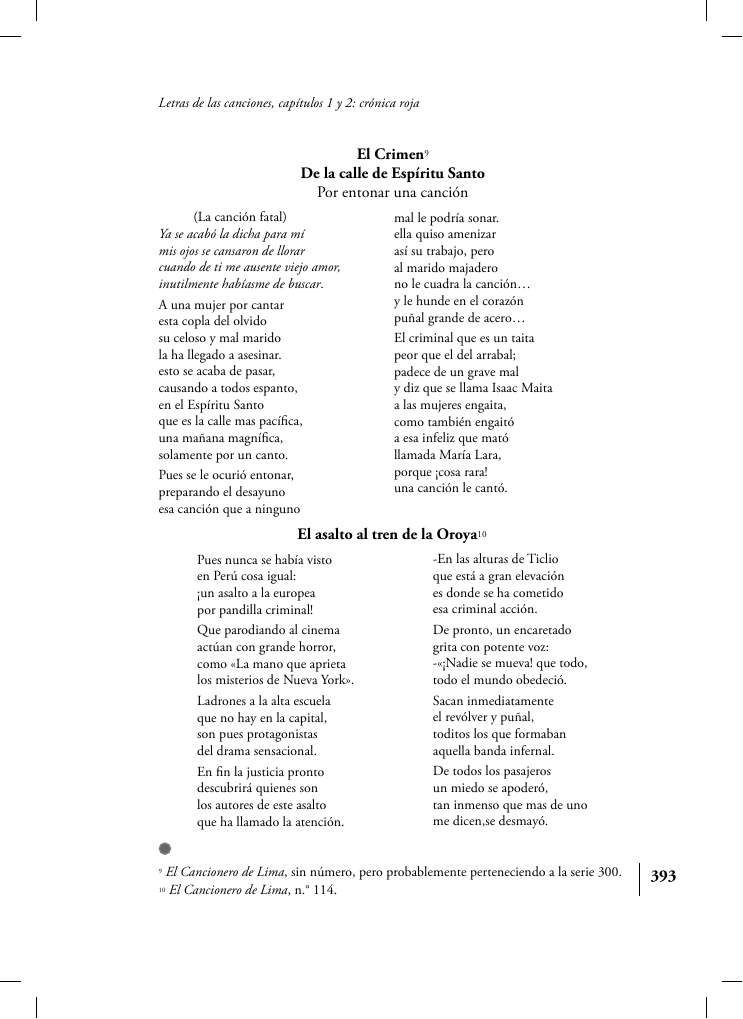 Letras de las canciones, capítulos 1 y 2: crónica roja
El Crimen9
De la calle de Espíritu Santo
Por entonar una canción
(La canción fatal)
Ya se acabó la dicha para mí
mis ojos se cansaron de llorar
cuando de ti me ausente viejo amor,
inutilmente habíasme de buscar.
A una mujer por cantar
esta copla del olvido
su celoso y mal marido
la ha llegado a asesinar.
esto se acaba de pasar,
causando a todos espanto,
en el Espíritu Santo
que es la calle mas pacífica,
una mañana magnífica,
solamente por un canto.
Pues se le ocurió entonar,
preparando el desayuno
esa canción que a ninguno
mal le podría sonar.
ella quiso amenizar
así su trabajo, pero
al marido majadero
no le cuadra la canción…
y le hunde en el corazón
puñal grande de acero…
El criminal que es un taita
peor que el del arrabal;
padece de un grave mal
y diz que se llama Isaac Maita
a las mujeres engaita,
como también engaitó
a esa infeliz que mató
llamada María Lara,
porque ¡cosa rara!
una canción le cantó.
El asalto al tren de la Oroya10
Pues nunca se había visto
en Perú cosa igual:
¡un asalto a la europea
por pandilla criminal!
Que parodiando al cinema
actúan con grande horror,
como «La mano que aprieta
los misterios de Nueva York».
Ladrones a la alta escuela
que no hay en la capital,
son pues protagonistas
del drama sensacional.
En fin la justicia pronto
descubrirá quienes son
los autores de este asalto
que ha llamado la atención.
-En las alturas de Ticlio
que está a gran elevación
es donde se ha cometido
esa criminal acción.
De pronto, un encaretado
grita con potente voz:
-«¡Nadie se mueva! que todo,
todo el mundo obedeció.
Sacan inmediatamente
el revólver y puñal,
toditos los que formaban
aquella banda infernal.
De todos los pasajeros
un miedo se apoderó,
tan inmenso que mas de uno
me dicen,se desmayó.
9 El Cancionero de Lima, sin número, pero probablemente perteneciendo a la serie 300.
10 El Cancionero de Lima, n.° 114.
393